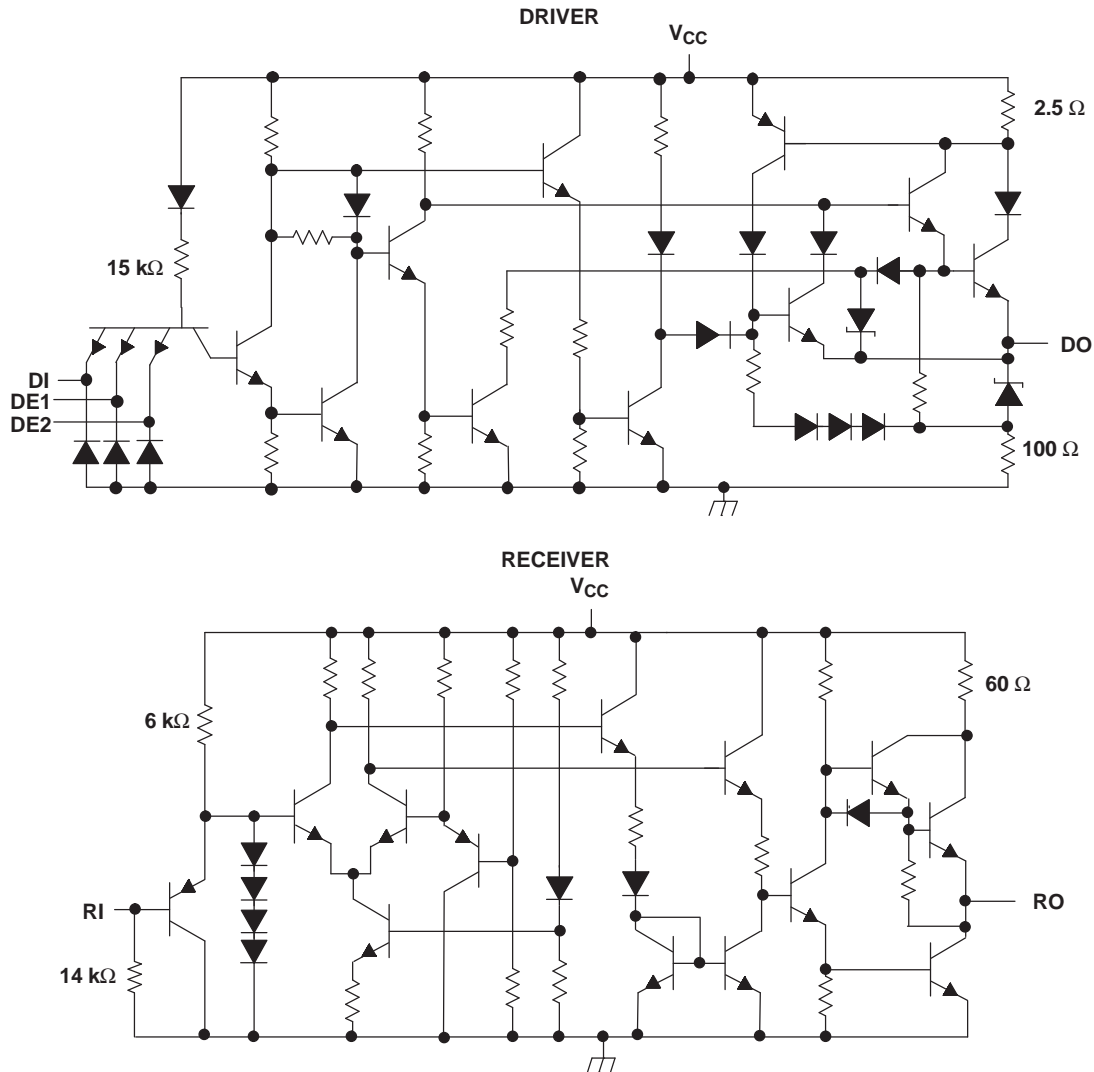 DRIVER
VCC
2.5 Ω
15 kΩ
DI
DE1
DE2
DO
100 Ω
RECEIVER
VCC
60 Ω
6 kΩ
RI
RO
14 kΩ